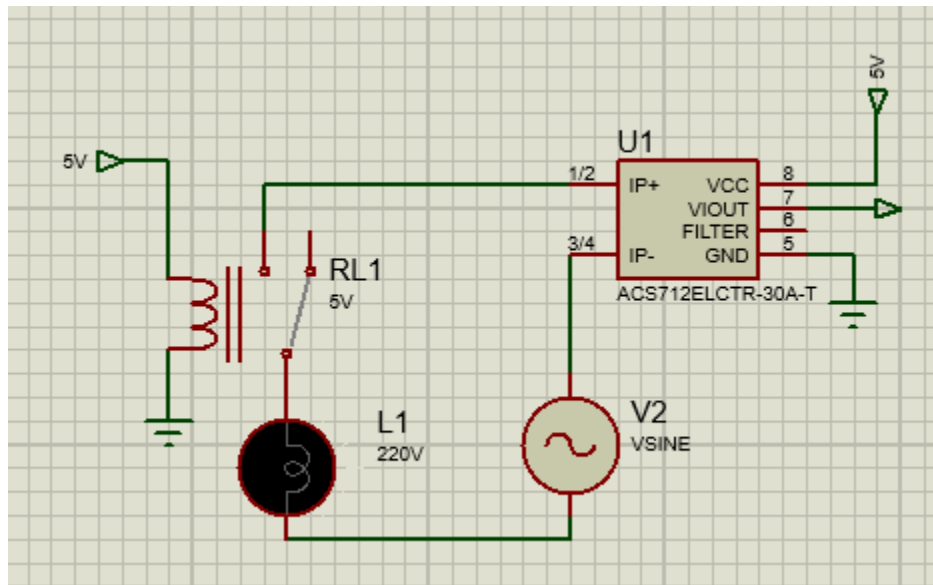 5V
5V
U1
1/2 IP+ VCC 8
VIOUT 7
FILTER 6
3/4 IP- GND 5
ACS712ELCTR-30A-T
RL1
5V
L1
220V
V2
VSINE